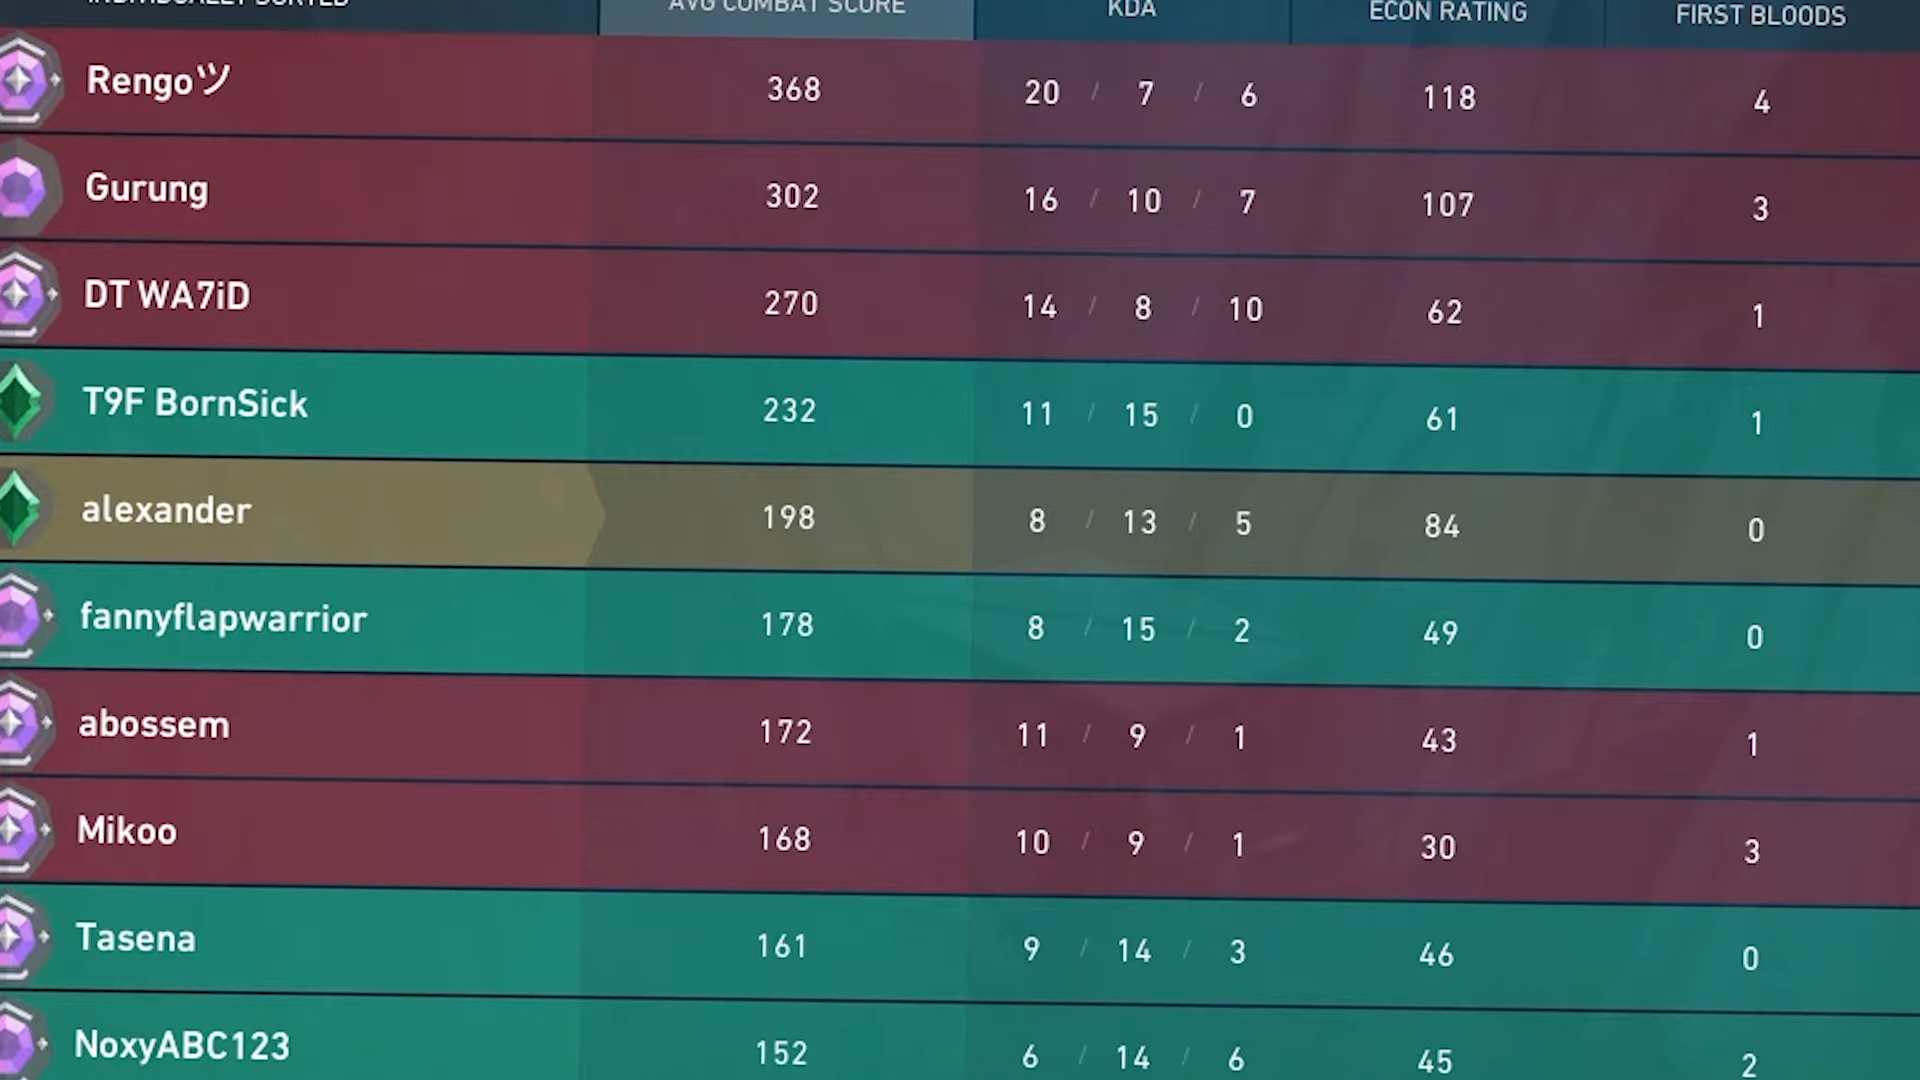 INDIVIDUALLY SORTED AVG COMBAT SCORE KDA ECON RATING FIRST BLOODS
Rengoツ 368 20 / 7 / 6 118 4
Gurung 302 16 / 10 / 7 107 3
DT WA7iD 270 14 / 8 / 10 62 1
T9F BornSick 232 11 / 15 / 0 61 1
alexander 198 8 / 13 / 5 84 0
fannyflapwarrior 178 8 / 15 / 2 49 0
abossem 172 11 / 9 / 1 43 1
Mikoo 168 10 / 9 / 1 30 3
Tasena 161 9 / 14 / 3 46 0
NoxyABC123 152 6 / 14 / 6 45 2